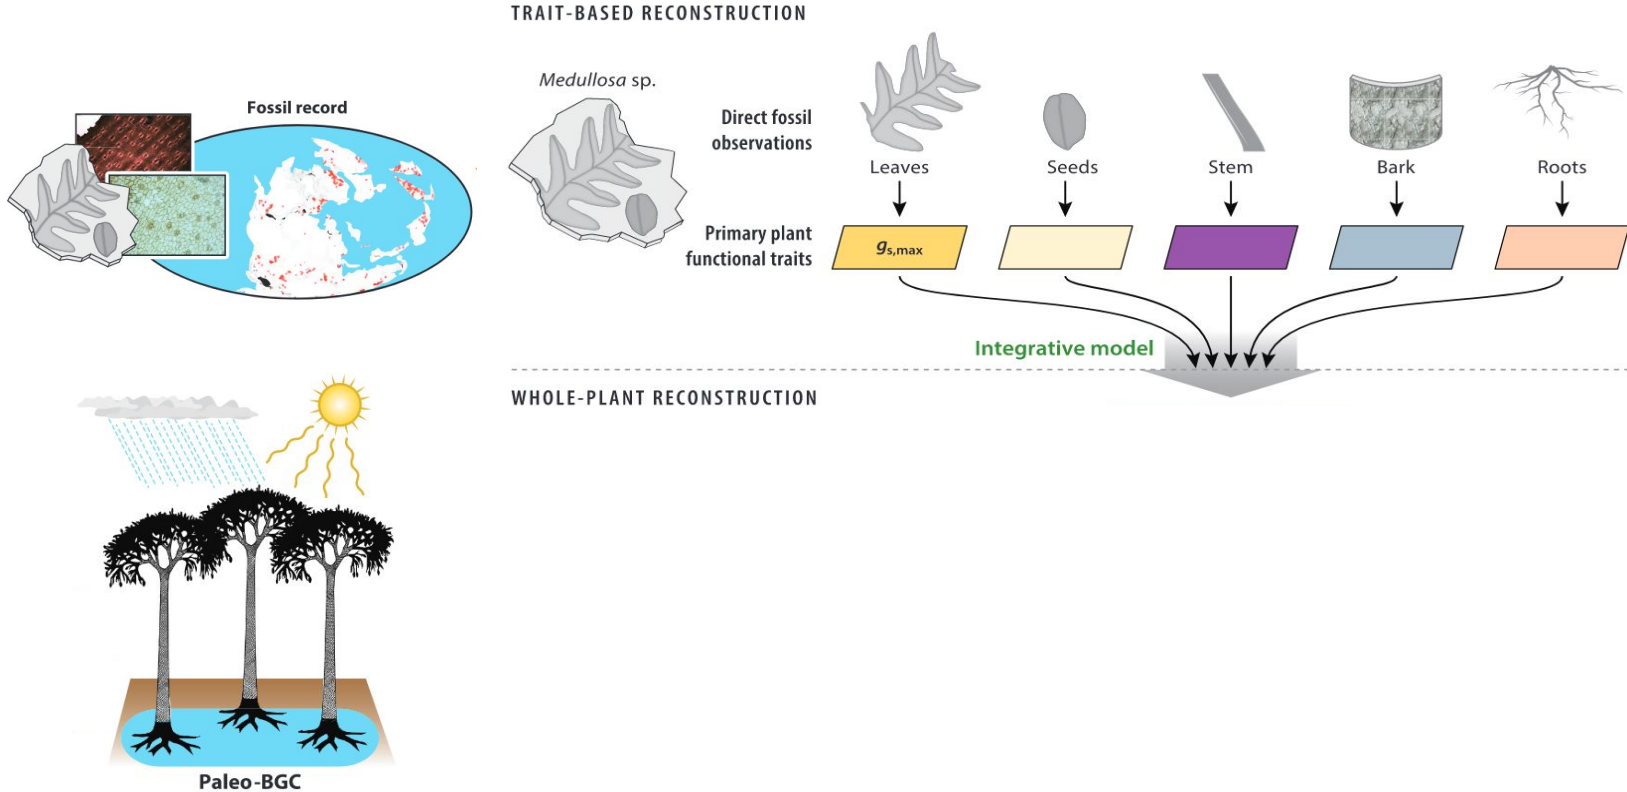 TRAIT-BASED RECONSTRUCTION
Fossil record
Medullosa sp.
Direct fossil
observations
Leaves
Seeds
Stem
Bark
Roots
Primary plant
functional traits
gs,max
Integrative model
WHOLE-PLANT RECONSTRUCTION
Paleo-BGC